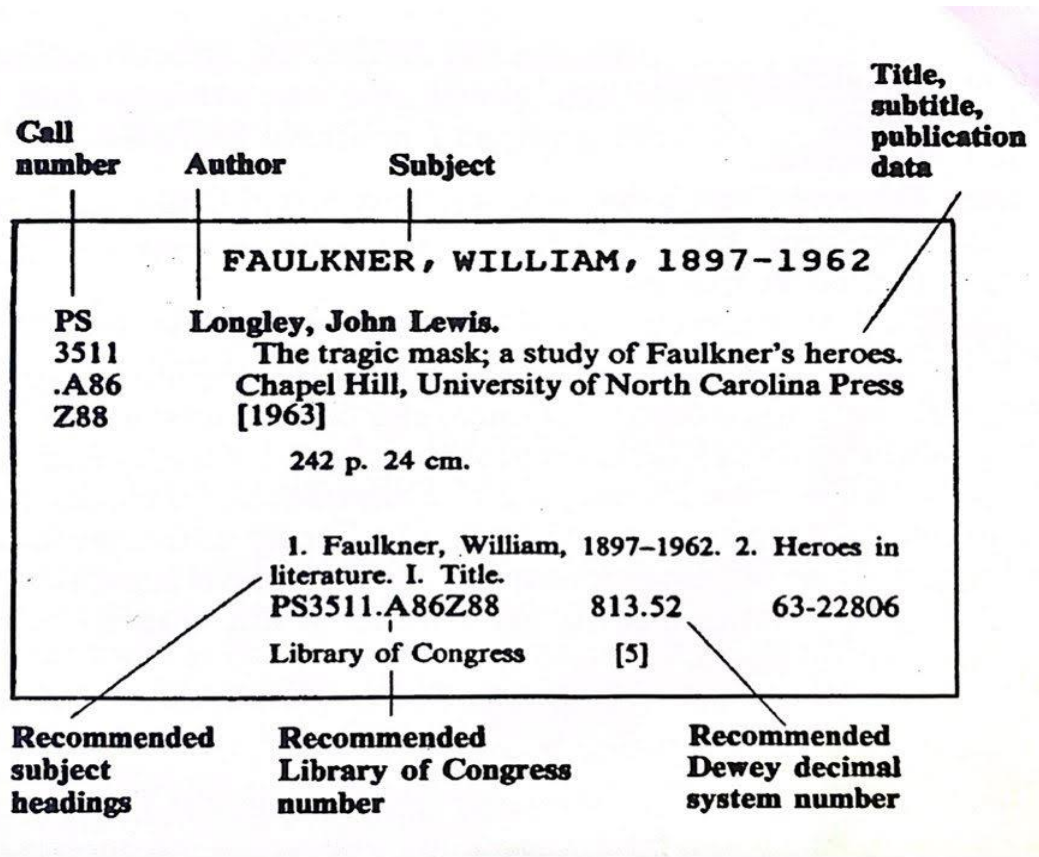 Title,
subtitle,
publication
data
Call
number
Author
Subject
FAULKNER, WILLIAM, 1897-1962
PS
3511
.A86
Z88
Longley, John Lewis.
The tragic mask; a study of Faulkner's heroes.
Chapel Hill, University of North Carolina Press
[1963]
242 p. 24 cm.
1. Faulkner, William, 1897–1962. 2. Heroes in
literature. I. Title.
PS3511.A86Z88 813.52 63-22806
Library of Congress [5]
Recommended
subject
headings
Recommended
Library of Congress
number
Recommended
Dewey decimal
system number